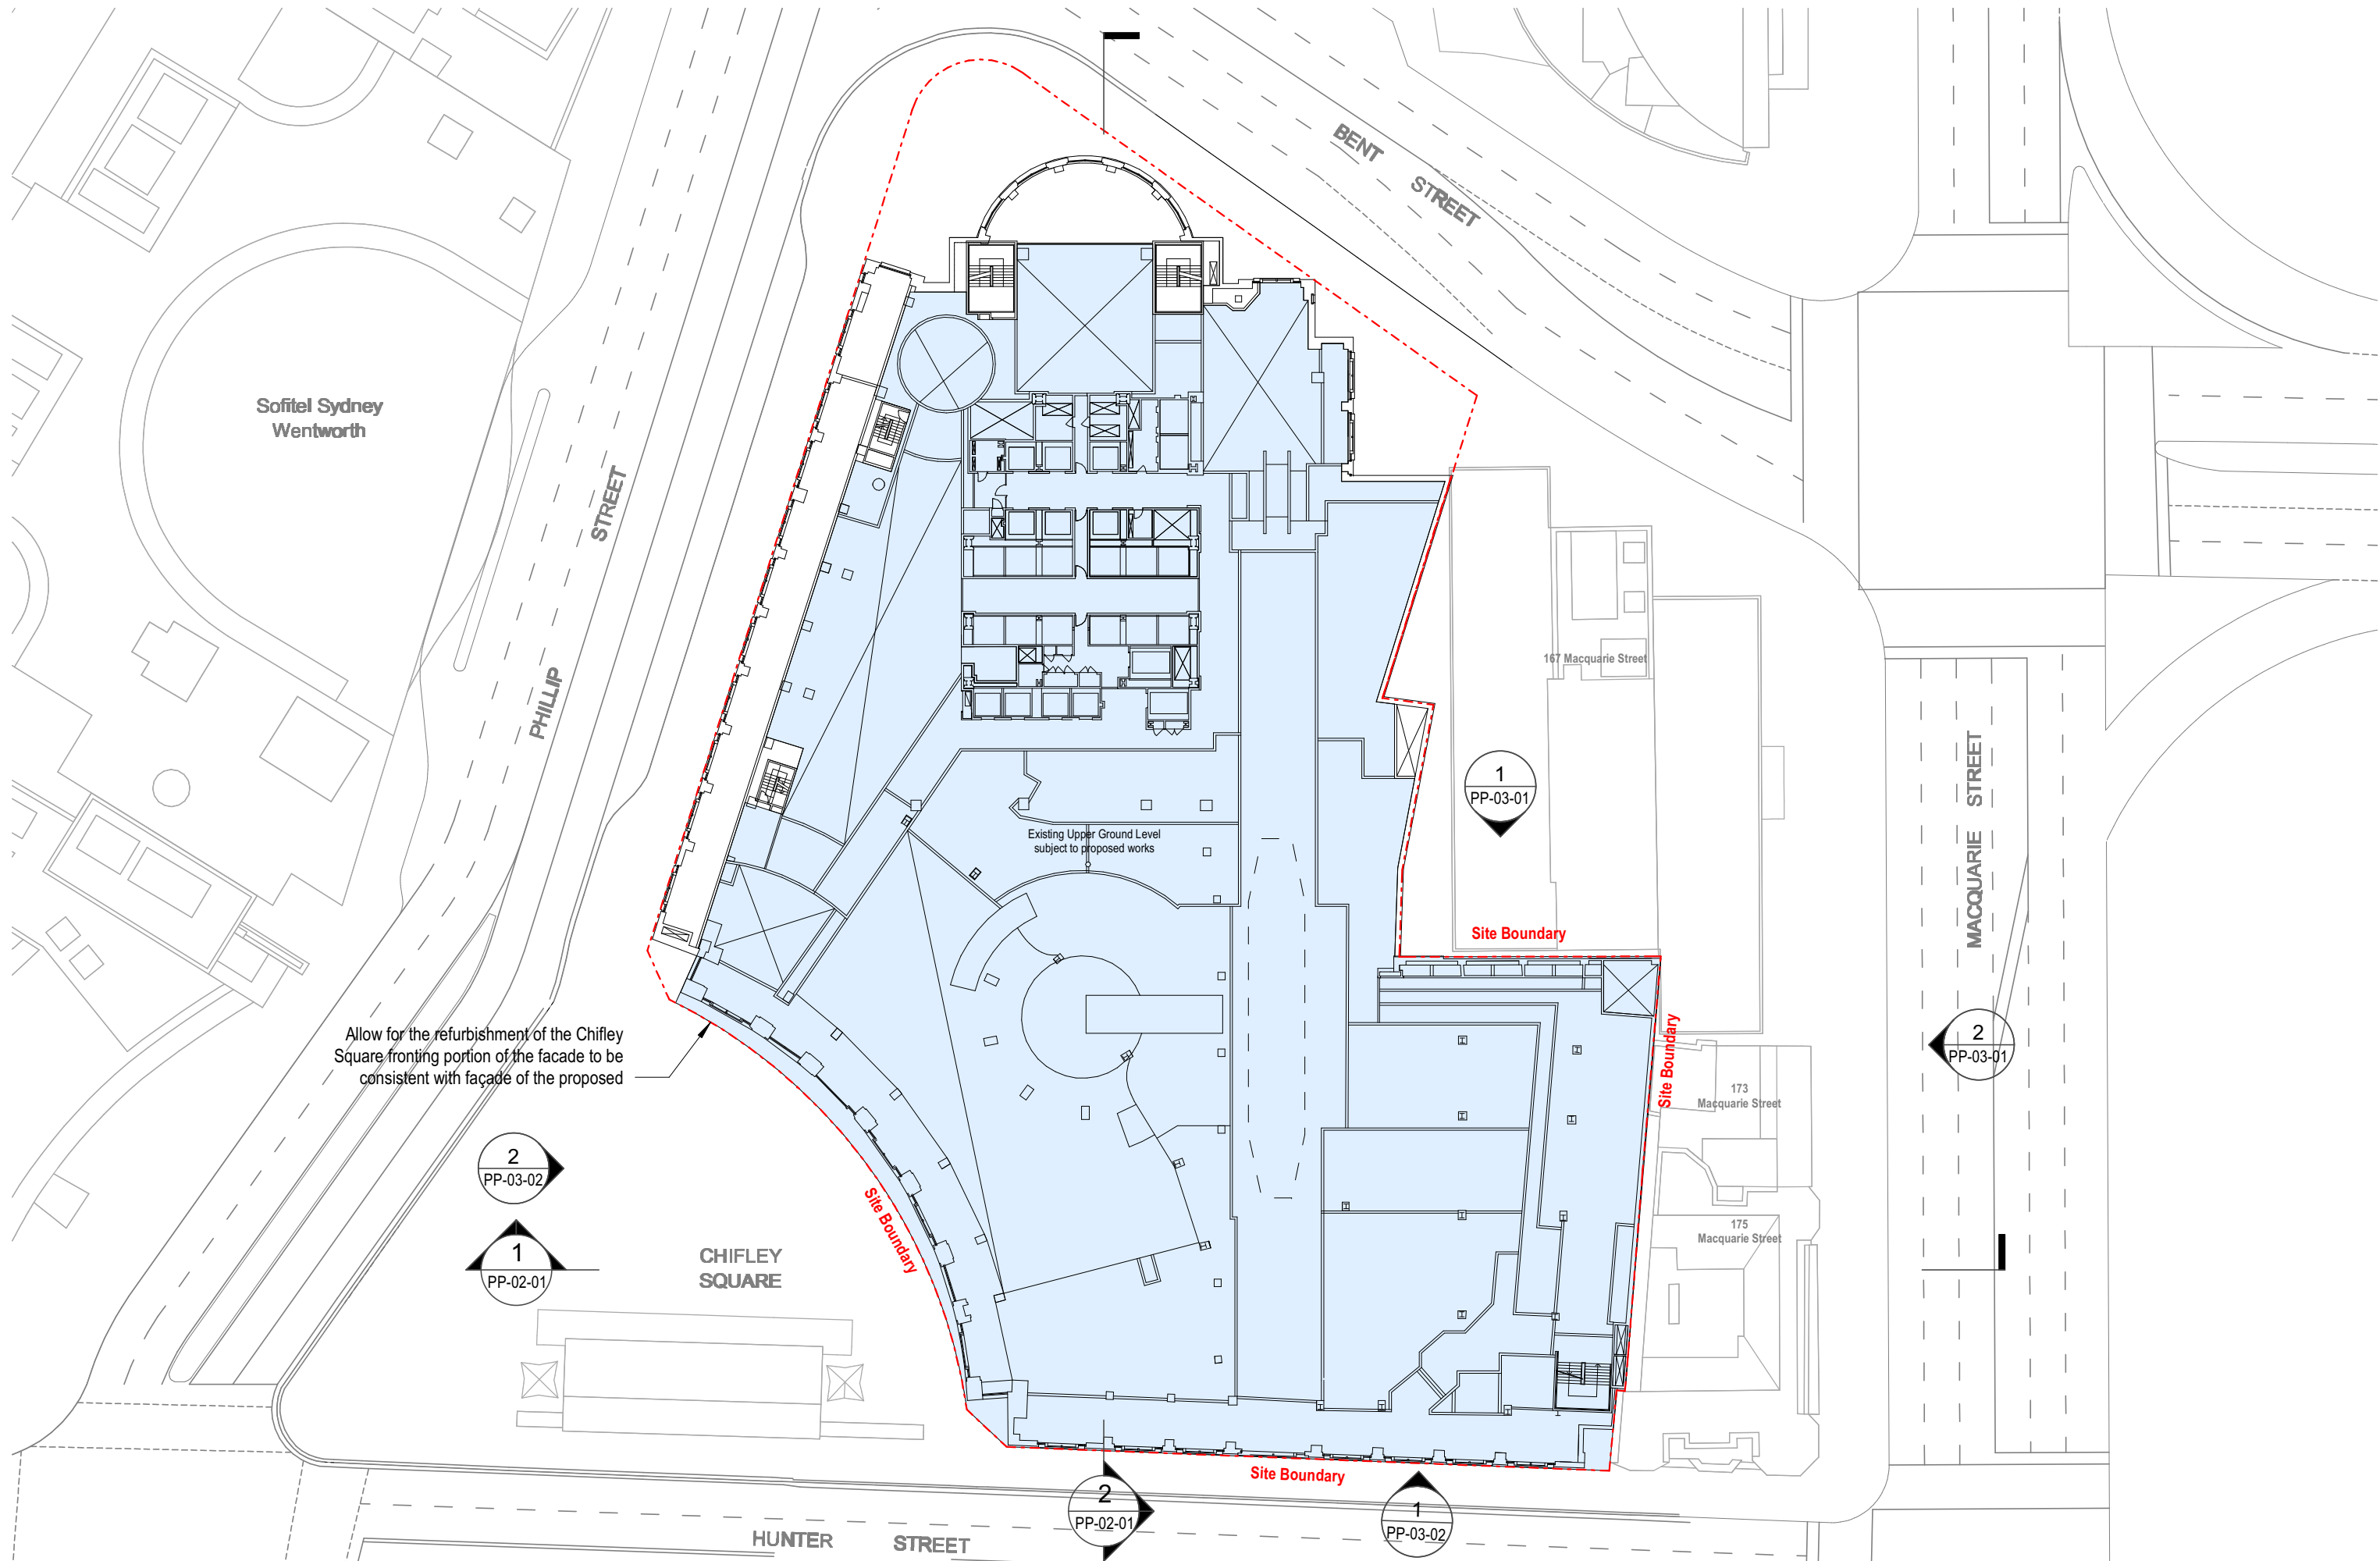 BENT
STREET
Sofitel Sydney
Wentworth
STREET
PHILLIP
167 Macquarie Street
1
PP-03-01
MACQUARIE STREET
Existing Upper Ground Level
subject to proposed works
Site Boundary
Allow for the refurbishment of the Chifley
Square fronting portion of the facade to be
consistent with façade of the proposed
Site Boundary
2
PP-03-01
173
Macquarie Street
2
PP-03-02
Site Boundary
175
Macquarie Street
1
PP-02-01
CHIFLEY
SQUARE
Site Boundary
2
PP-02-01
1
PP-03-02
HUNTER STREET